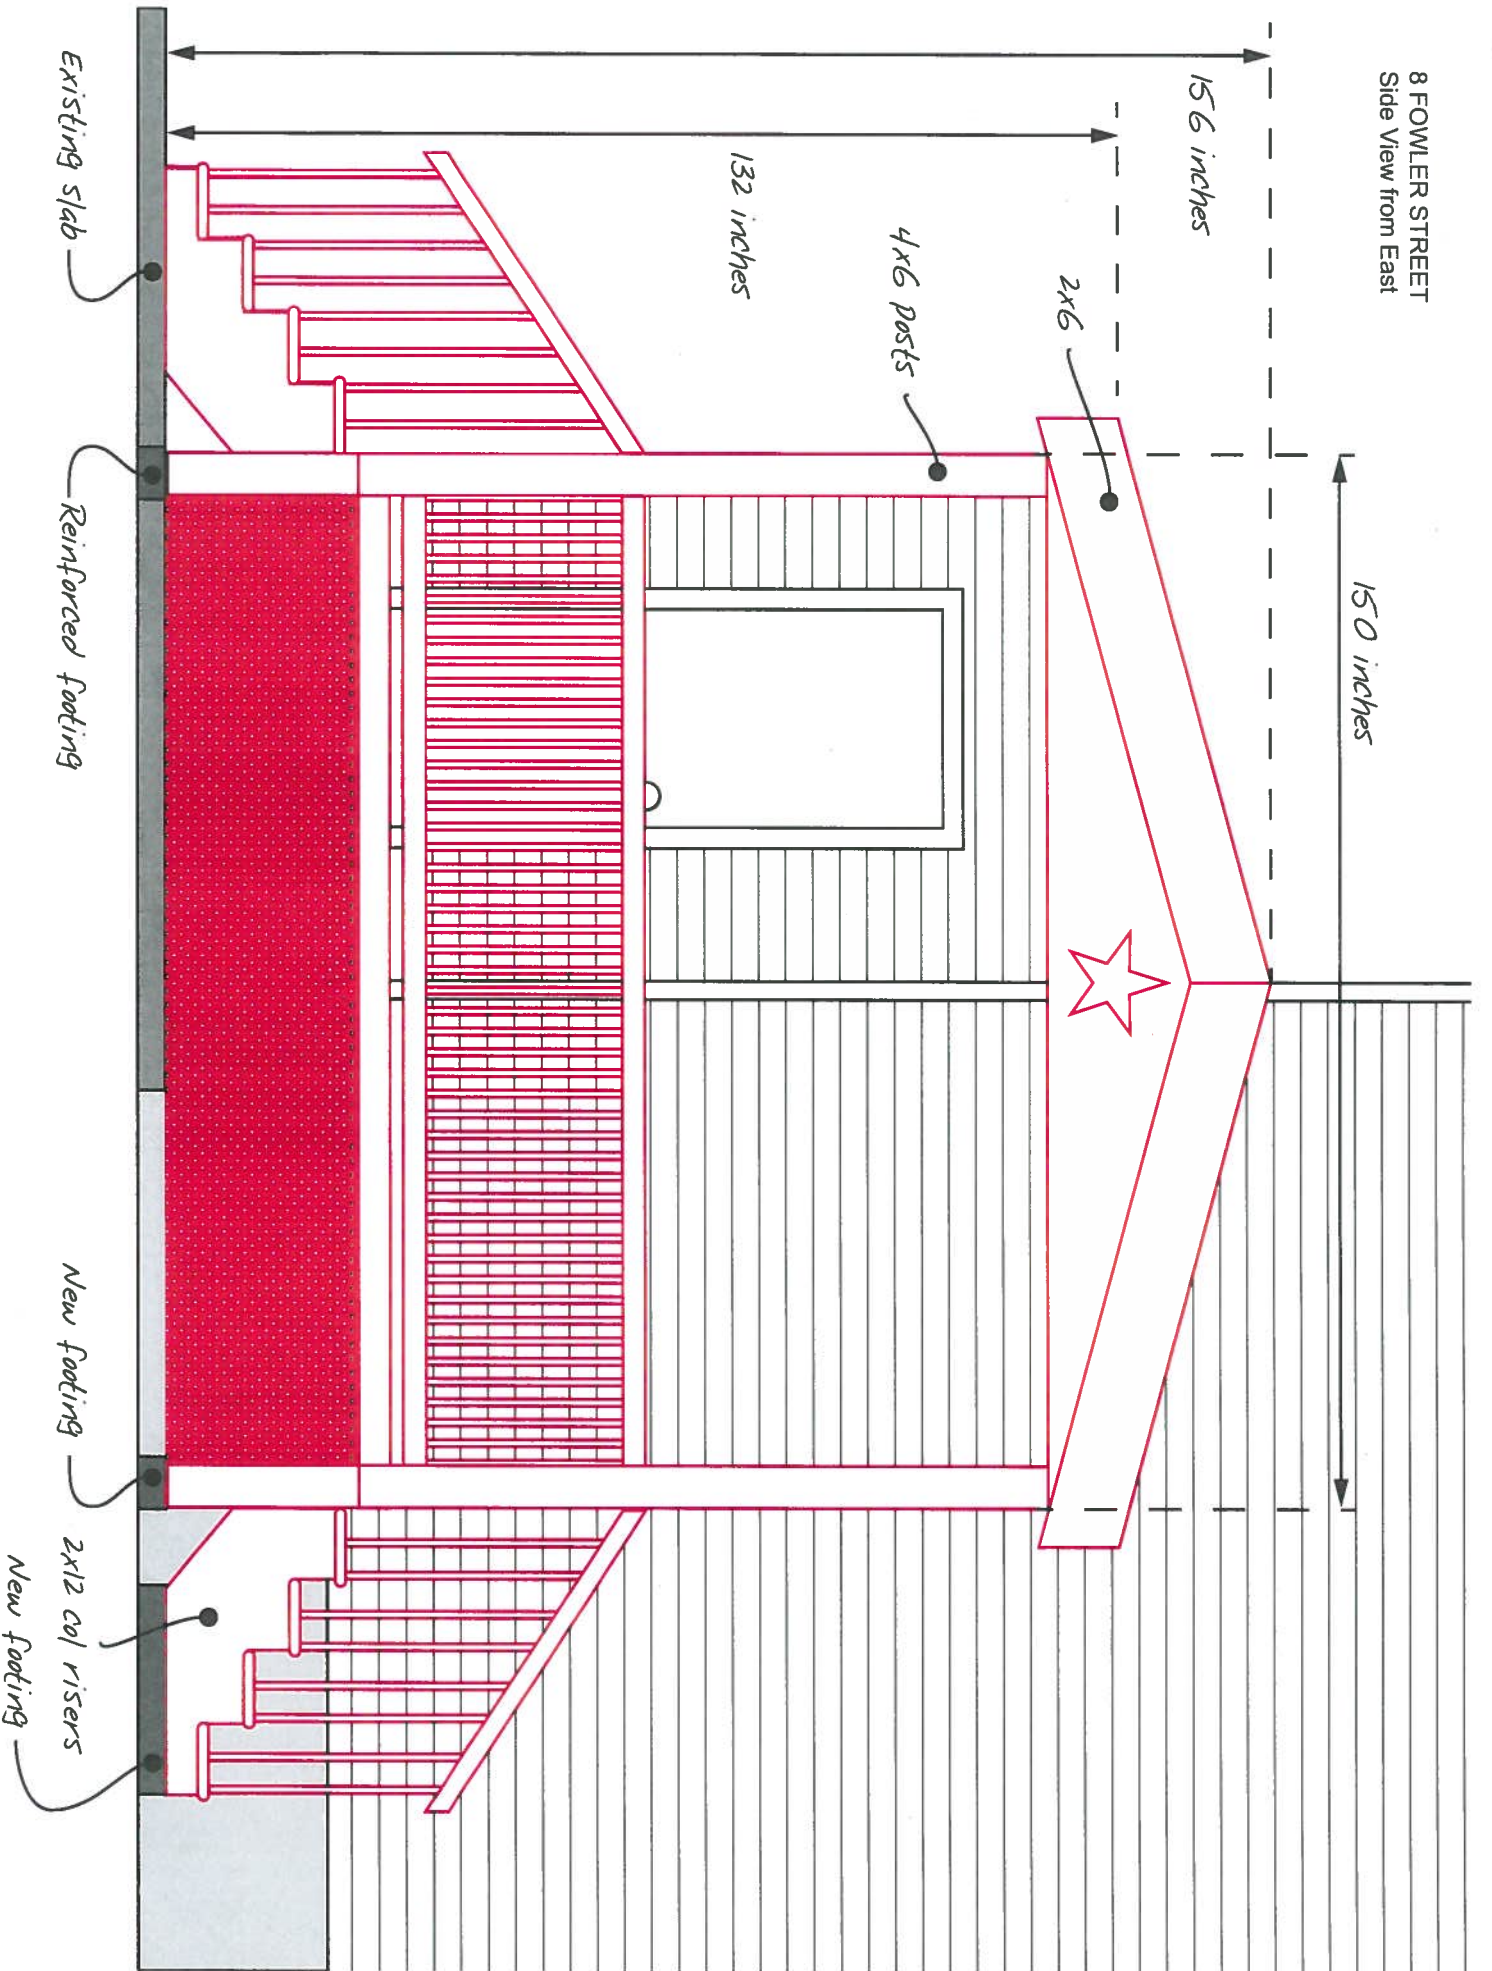 8 FOWLER STREET
Side View from East
150 inches
156 inches
2x6
132 inches
4x6 posts
Existing slab
Reinforced footing
New footing
2x12 col risers
New footing